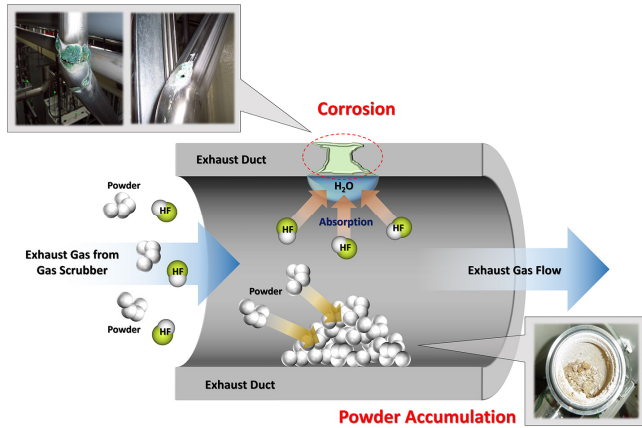 Corrosion
Exhaust Duct
H₂O
Powder
HF
Absorption
HF
HF
HF
Exhaust Gas from
Gas Scrubber
HF
Exhaust Gas Flow
Powder
Powder
HF
Exhaust Duct
Powder Accumulation